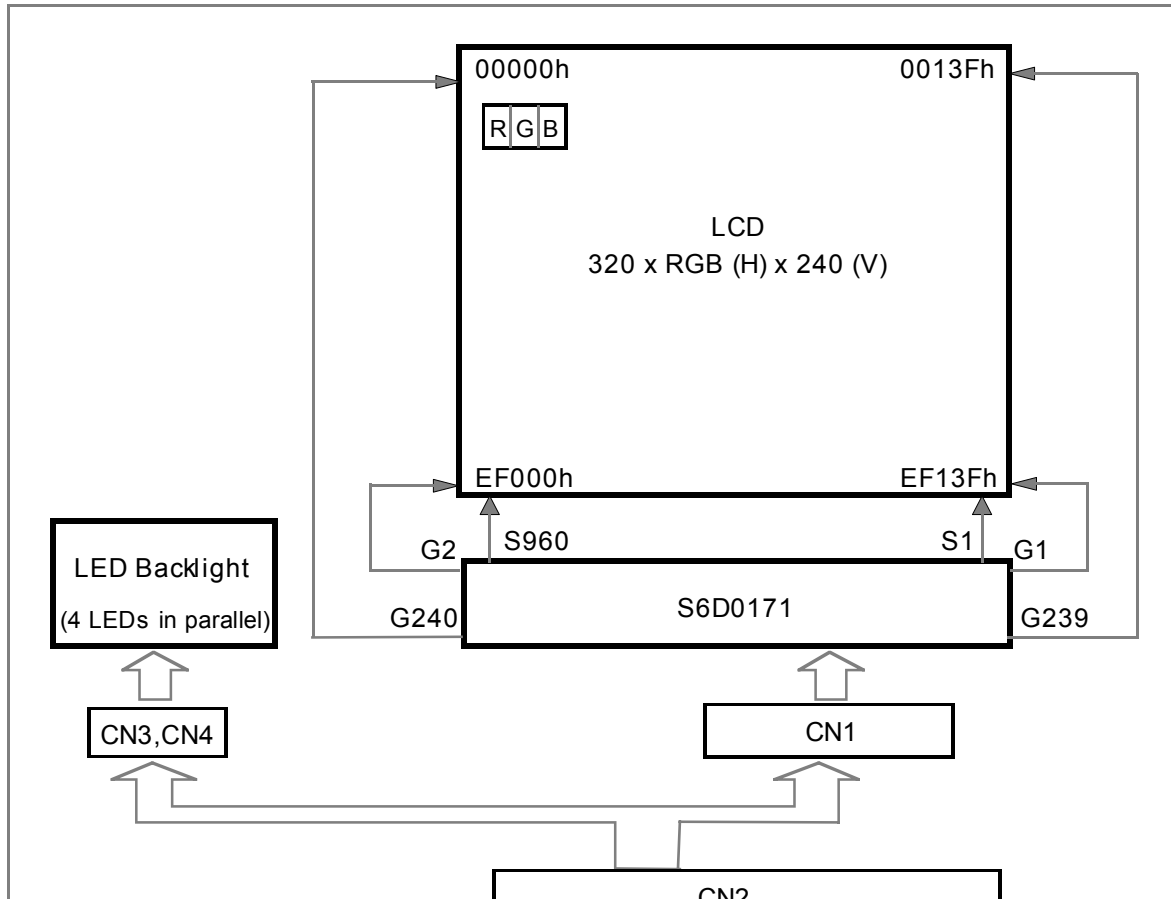 00000h 0013Fh
R G B
LCD
320 x RGB (H) x 240 (V)
EF000h EF13Fh
G2 S960 S1 G1
LED Backlight
(4 LEDs in parallel)
S6D0171
G240 G239
CN3,CN4
CN1
CN2